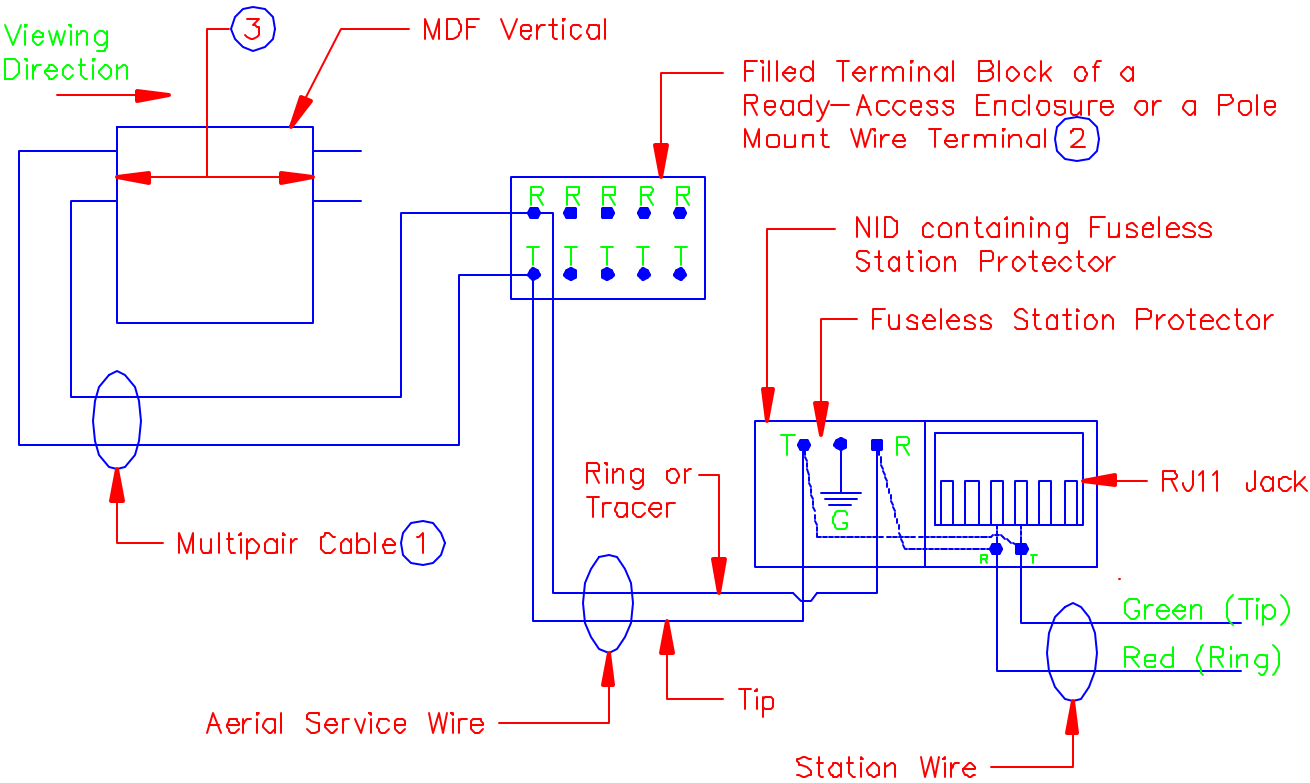 Viewing
Direction
3
MDF Vertical
Filled Terminal Block of a
Ready-Access Enclosure or a Pole
Mount Wire Terminal 2
R R R R R
T T T T T
NID containing Fuseless
Station Protector
Fuseless Station Protector
T R
G
R T
RJ11 Jack
Ring or
Tracer
Multipair Cable 1
Green (Tip)
Red (Ring)
Tip
Aerial Service Wire
Station Wire